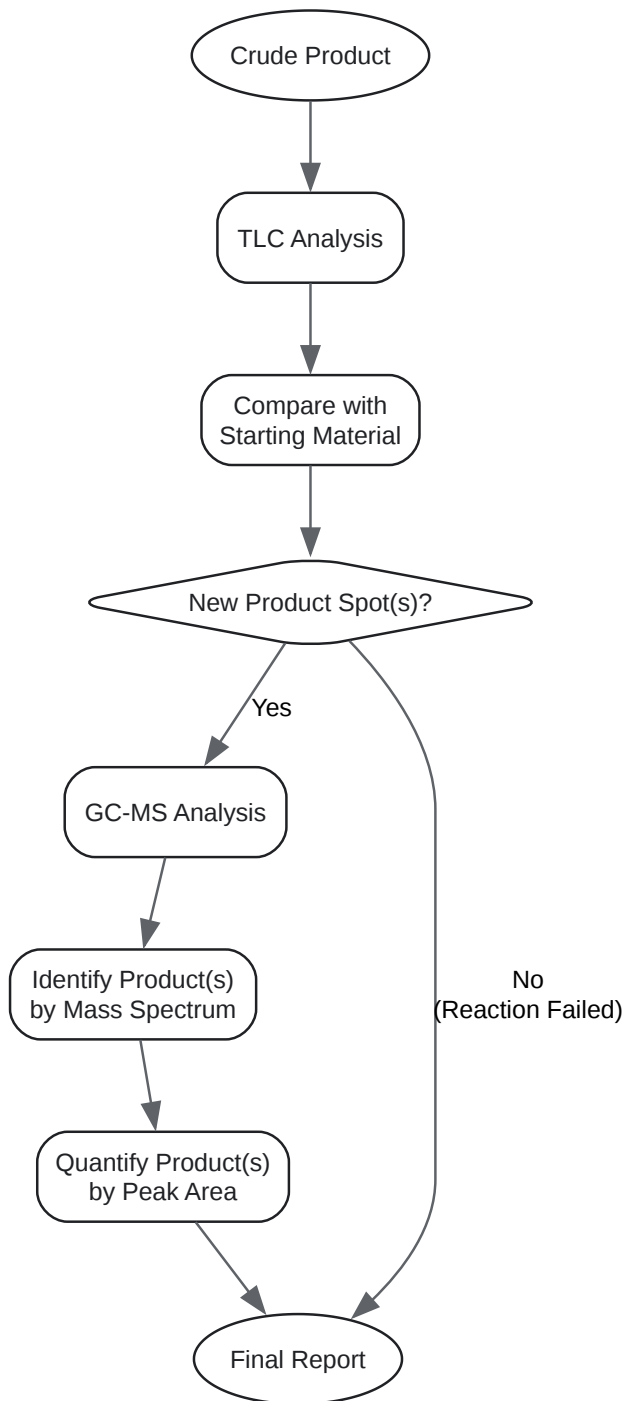 Crude Product
TLC Analysis
Compare with
Starting Material
New Product Spot(s)?
Yes
GC-MS Analysis
Identify Product(s)
by Mass Spectrum
No
(Reaction Failed)
Quantify Product(s)
by Peak Area
Final Report